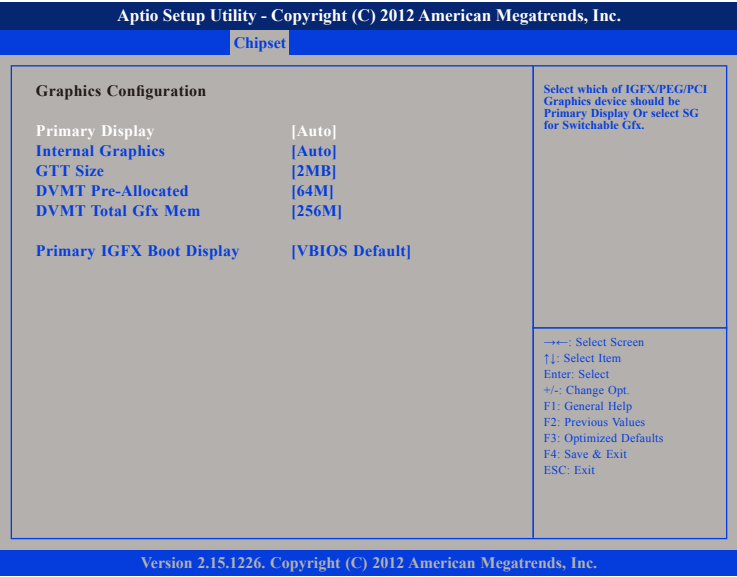 Aptio Setup Utility - Copyright (C) 2012 American Megatrends, Inc.
Chipset
Graphics Configuration
Primary Display [Auto]
Internal Graphics [Auto]
GTT Size [2MB]
DVMT Pre-Allocated [64M]
DVMT Total Gfx Mem [256M]
Primary IGFX Boot Display [VBIOS Default]
Select which of IGFX/PEG/PCI
Graphics device should be
Primary Display Or select SG
for Switchable Gfx.
→←: Select Screen
↑↓: Select Item
Enter: Select
+/-: Change Opt.
F1: General Help
F2: Previous Values
F3: Optimized Defaults
F4: Save & Exit
ESC: Exit
Version 2.15.1226. Copyright (C) 2012 American Megatrends, Inc.